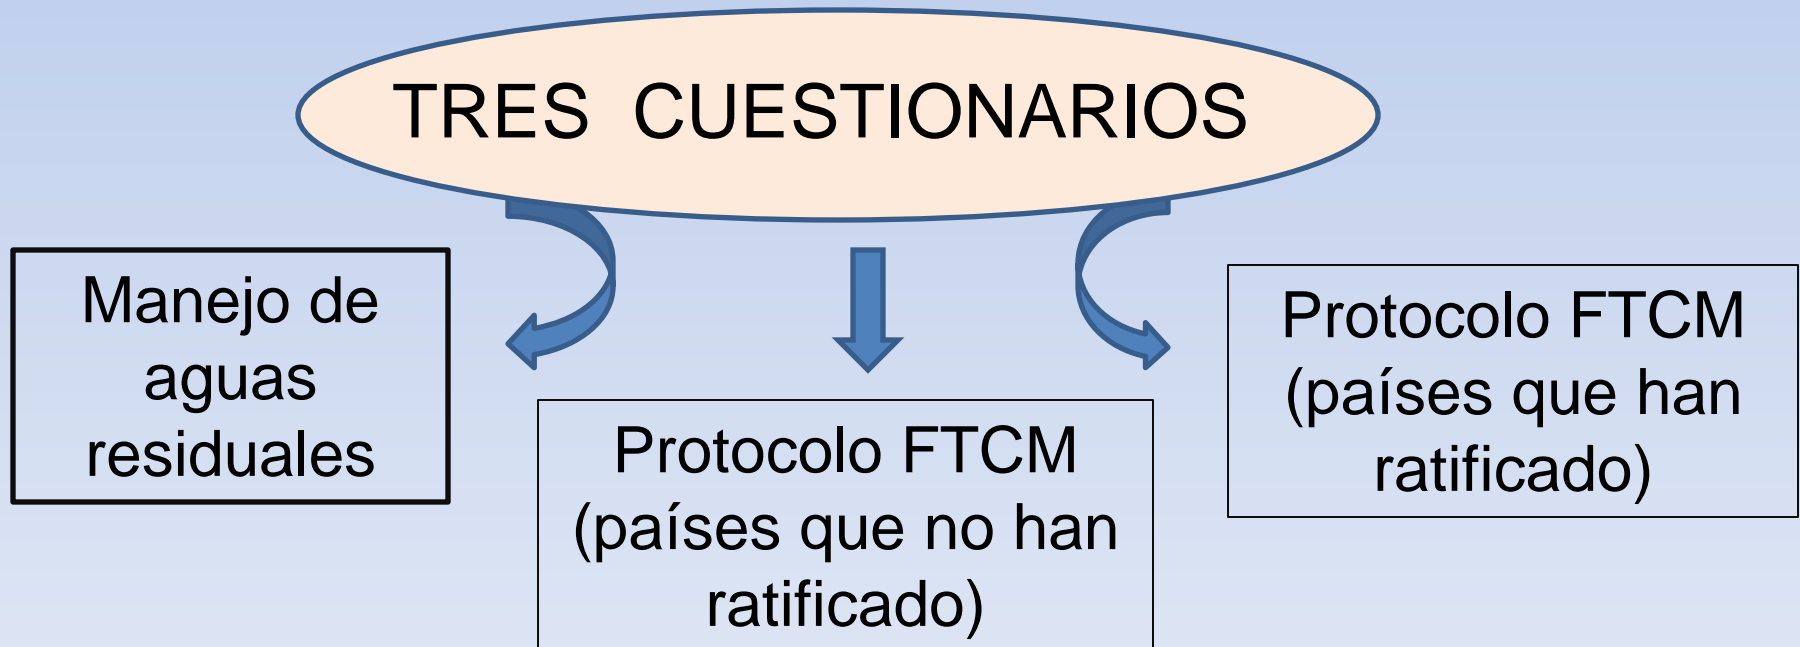 TRES CUESTIONARIOS
Manejo de
aguas
residuales
Protocolo FTCM
(países que no han
ratificado)
Protocolo FTCM
(países que han
ratificado)